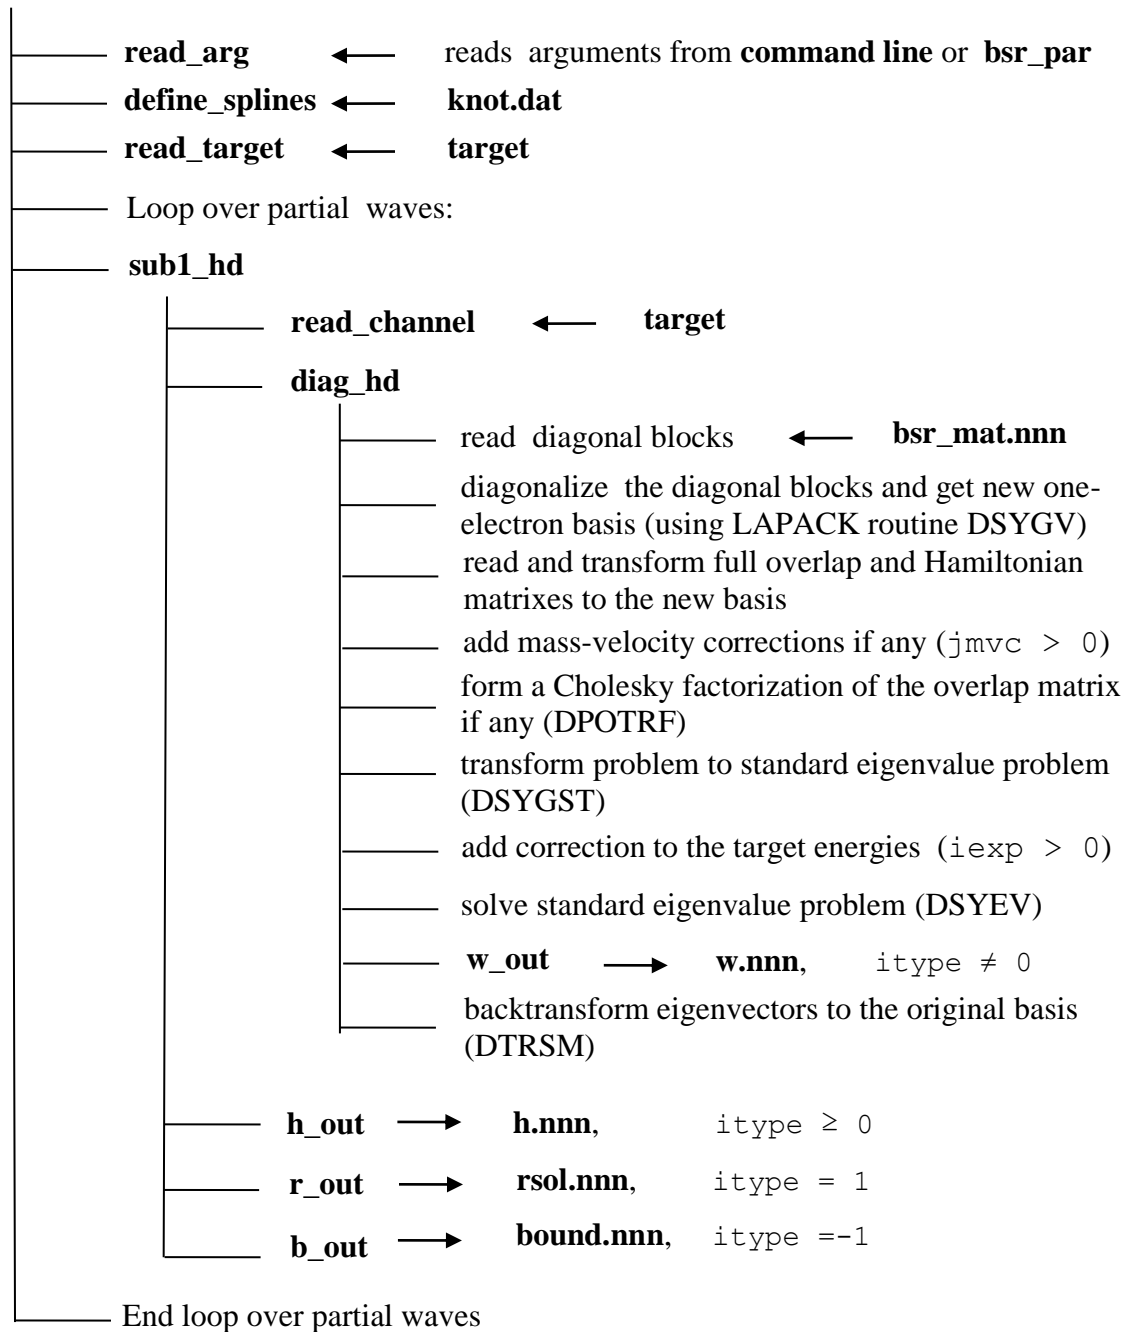 read_arg ← reads arguments from command line or bsr_par
define_splines ← knot.dat
read_target ← target
Loop over partial waves:
sub1_hd
read_channel ← target
diag_hd
read diagonal blocks ← bsr_mat.nnn
diagonalize the diagonal blocks and get new one-
electron basis (using LAPACK routine DSYGV)
read and transform full overlap and Hamiltonian
matrixes to the new basis
add mass-velocity corrections if any (jmvc > 0)
form a Cholesky factorization of the overlap matrix
if any (DPOTRF)
transform problem to standard eigenvalue problem
(DSYGST)
add correction to the target energies (iexp > 0)
solve standard eigenvalue problem (DSYEV)
w_out → w.nnn, itype ≠ 0
backtransform eigenvectors to the original basis
(DTRSM)
h_out → h.nnn, itype ≥ 0
r_out → rsol.nnn, itype = 1
b_out → bound.nnn, itype =-1
End loop over partial waves